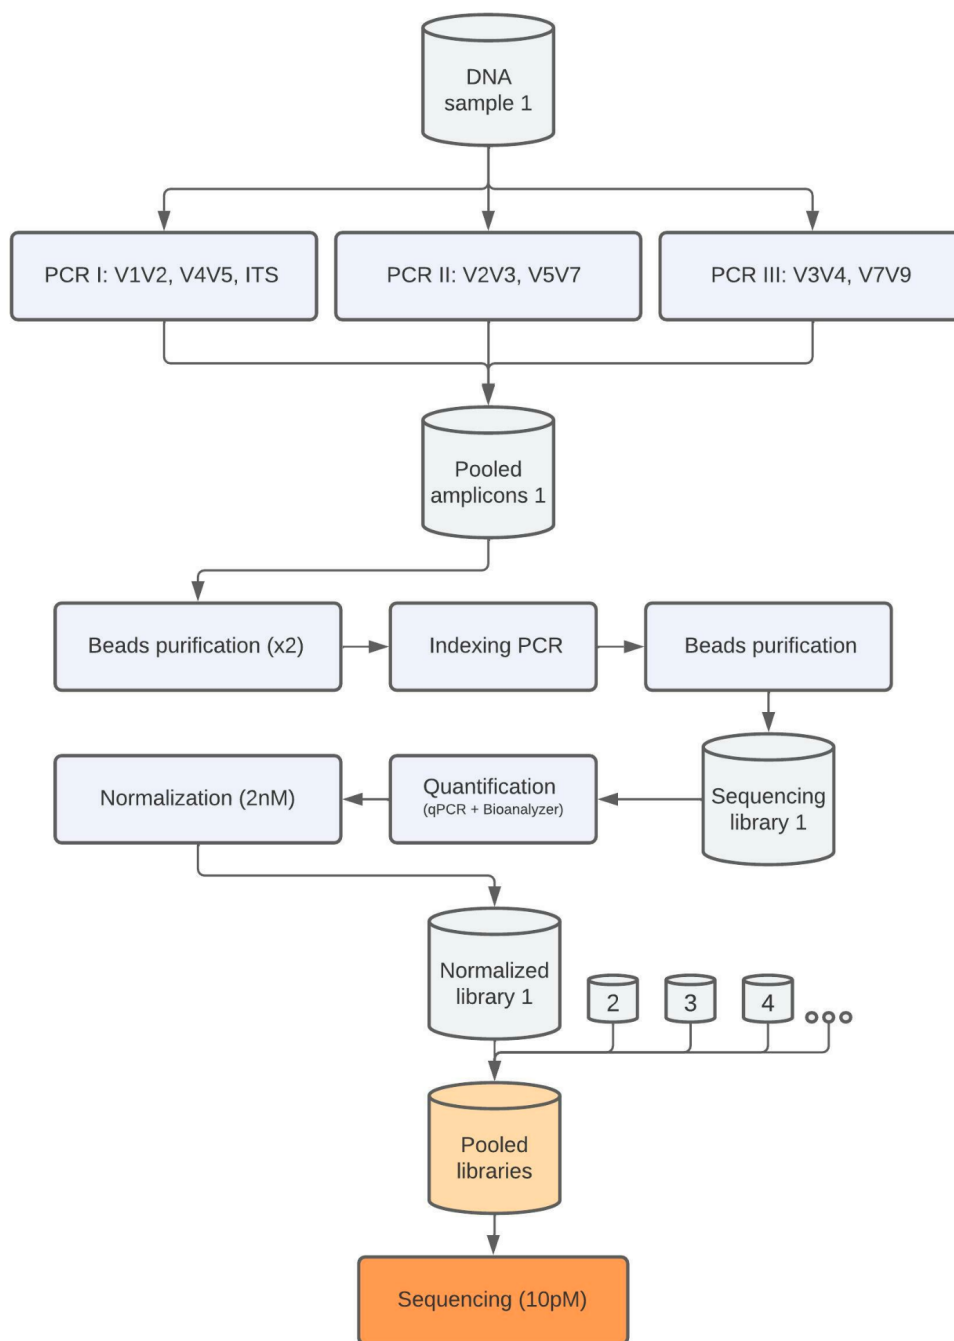 DNA
sample 1
PCR I: V1V2, V4V5, ITS
PCR II: V2V3, V5V7
PCR III: V3V4, V7V9
Pooled
amplicons 1
Beads purification (x2)
Indexing PCR
Beads purification
Normalization (2nM)
Quantification
(qPCR + Bioanalyzer)
Sequencing
library 1
Normalized
library 1
2
3
4
Pooled
libraries
Sequencing (10pM)